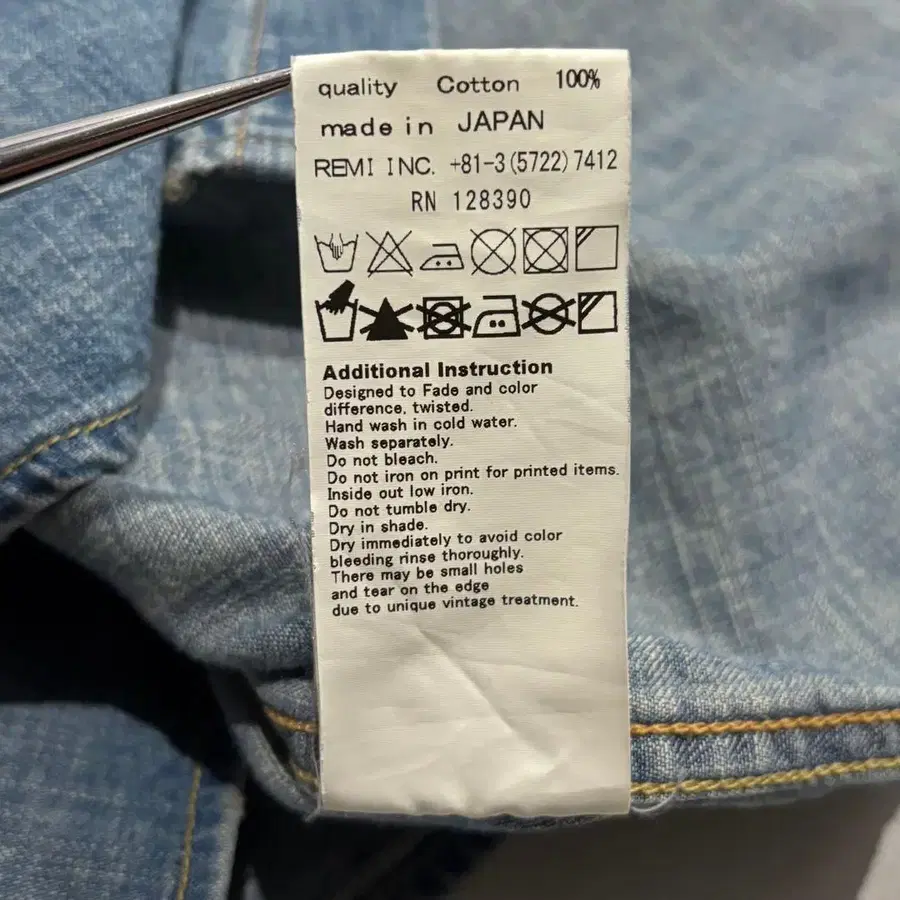 quality Cotton 100%
made in JAPAN
REMI INC. +81-3(5722)7412
RN 128390
Additional Instruction
Designed to Fade and color
difference, twisted.
Hand wash in cold water.
Wash separately.
Do not bleach.
Do not iron on print for printed items.
Inside out low iron.
Do not tumble dry.
Dry in shade.
Dry immediately to avoid color
bleeding rinse thoroughly.
There may be small holes
and tear on the edge
due to unique vintage treatment.